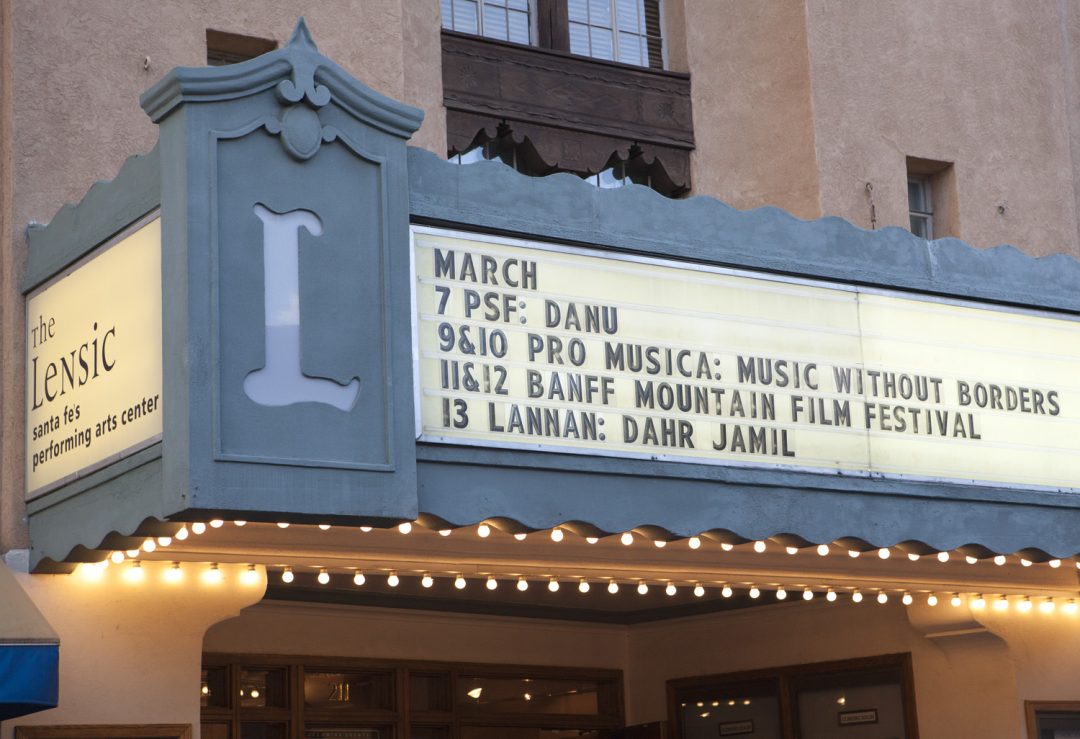 The
Lensic
santa fe's
performing arts center
L
MARCH
7 PSF: DANU
9&10 PRO MUSICA: MUSIC WITHOUT BORDERS
11&12 BANFF MOUNTAIN FILM FESTIVAL
13 LANNAN: DAHR JAMIL
211